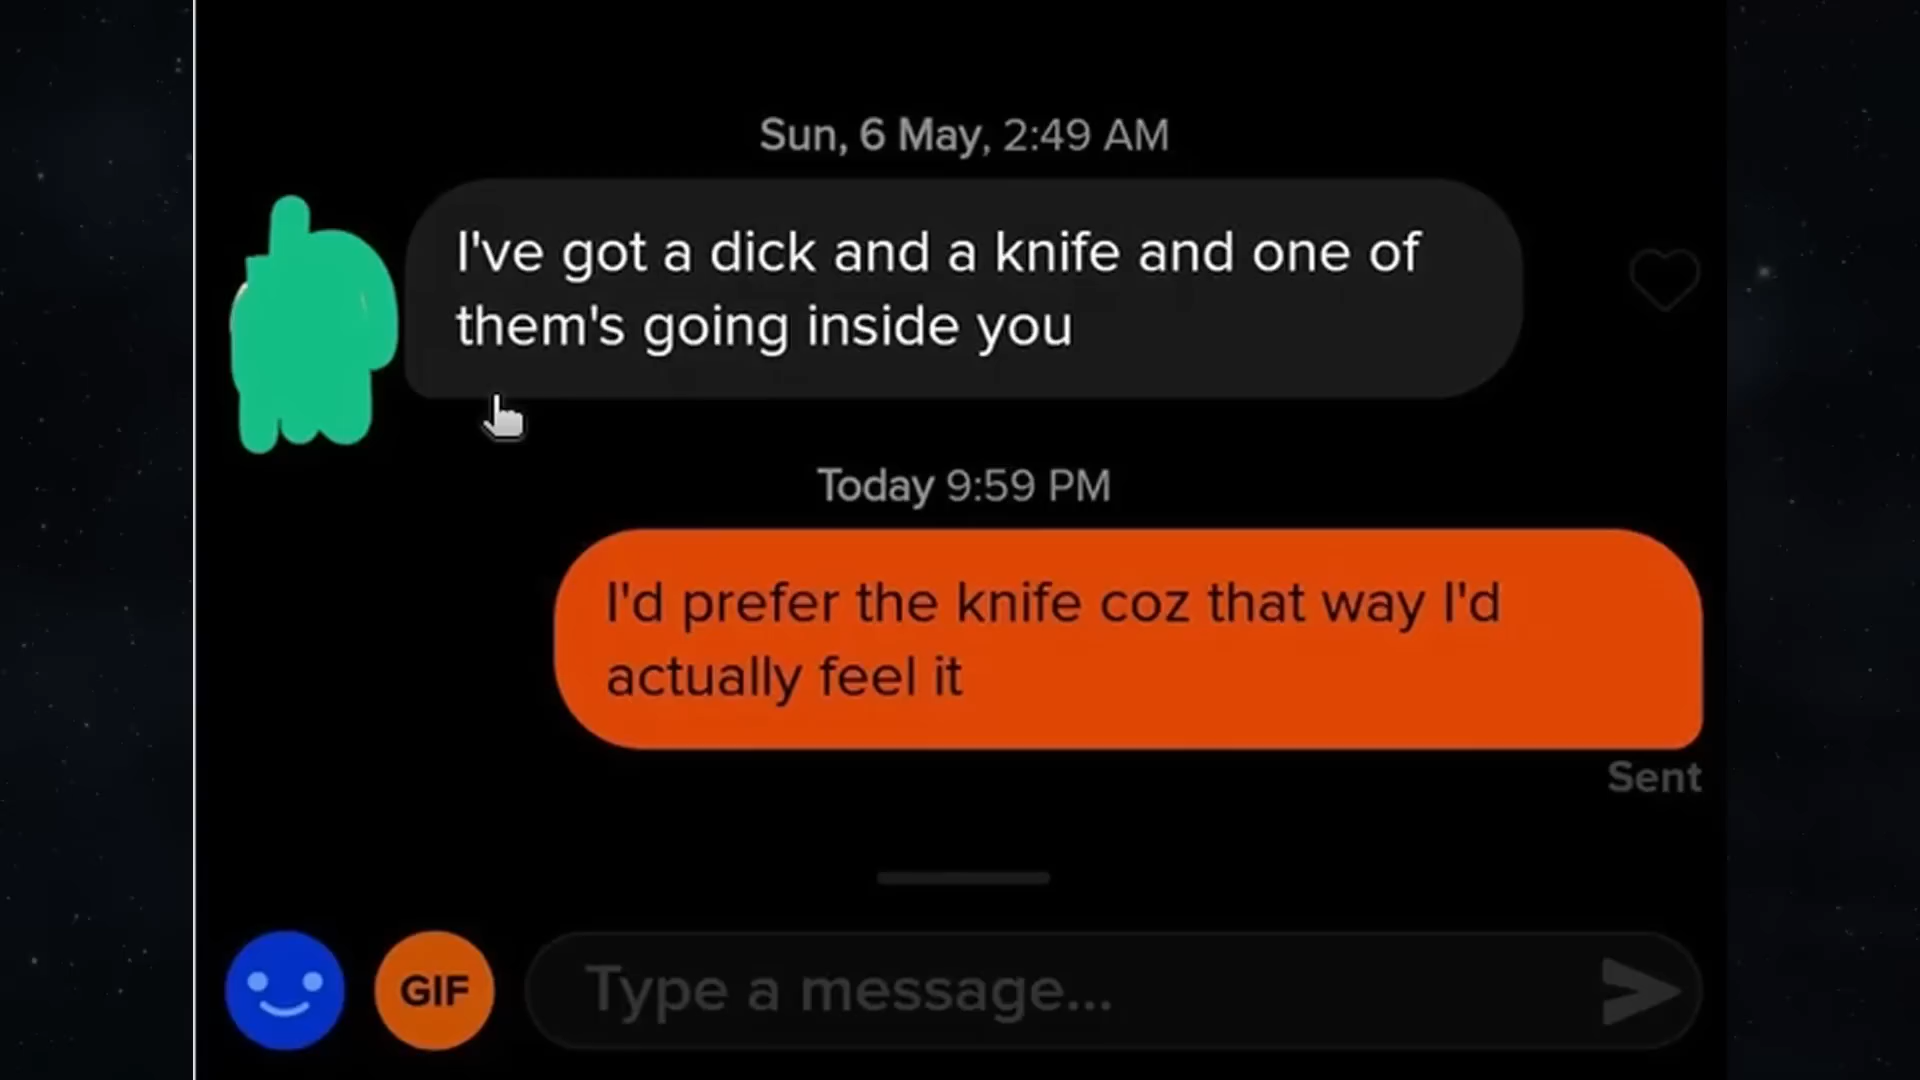 Sun, 6 May, 2:49 AM
I've got a dick and a knife and one of
them's going inside you
Today 9:59 PM
I'd prefer the knife coz that way I'd
actually feel it
Sent
GIF
Type a message...